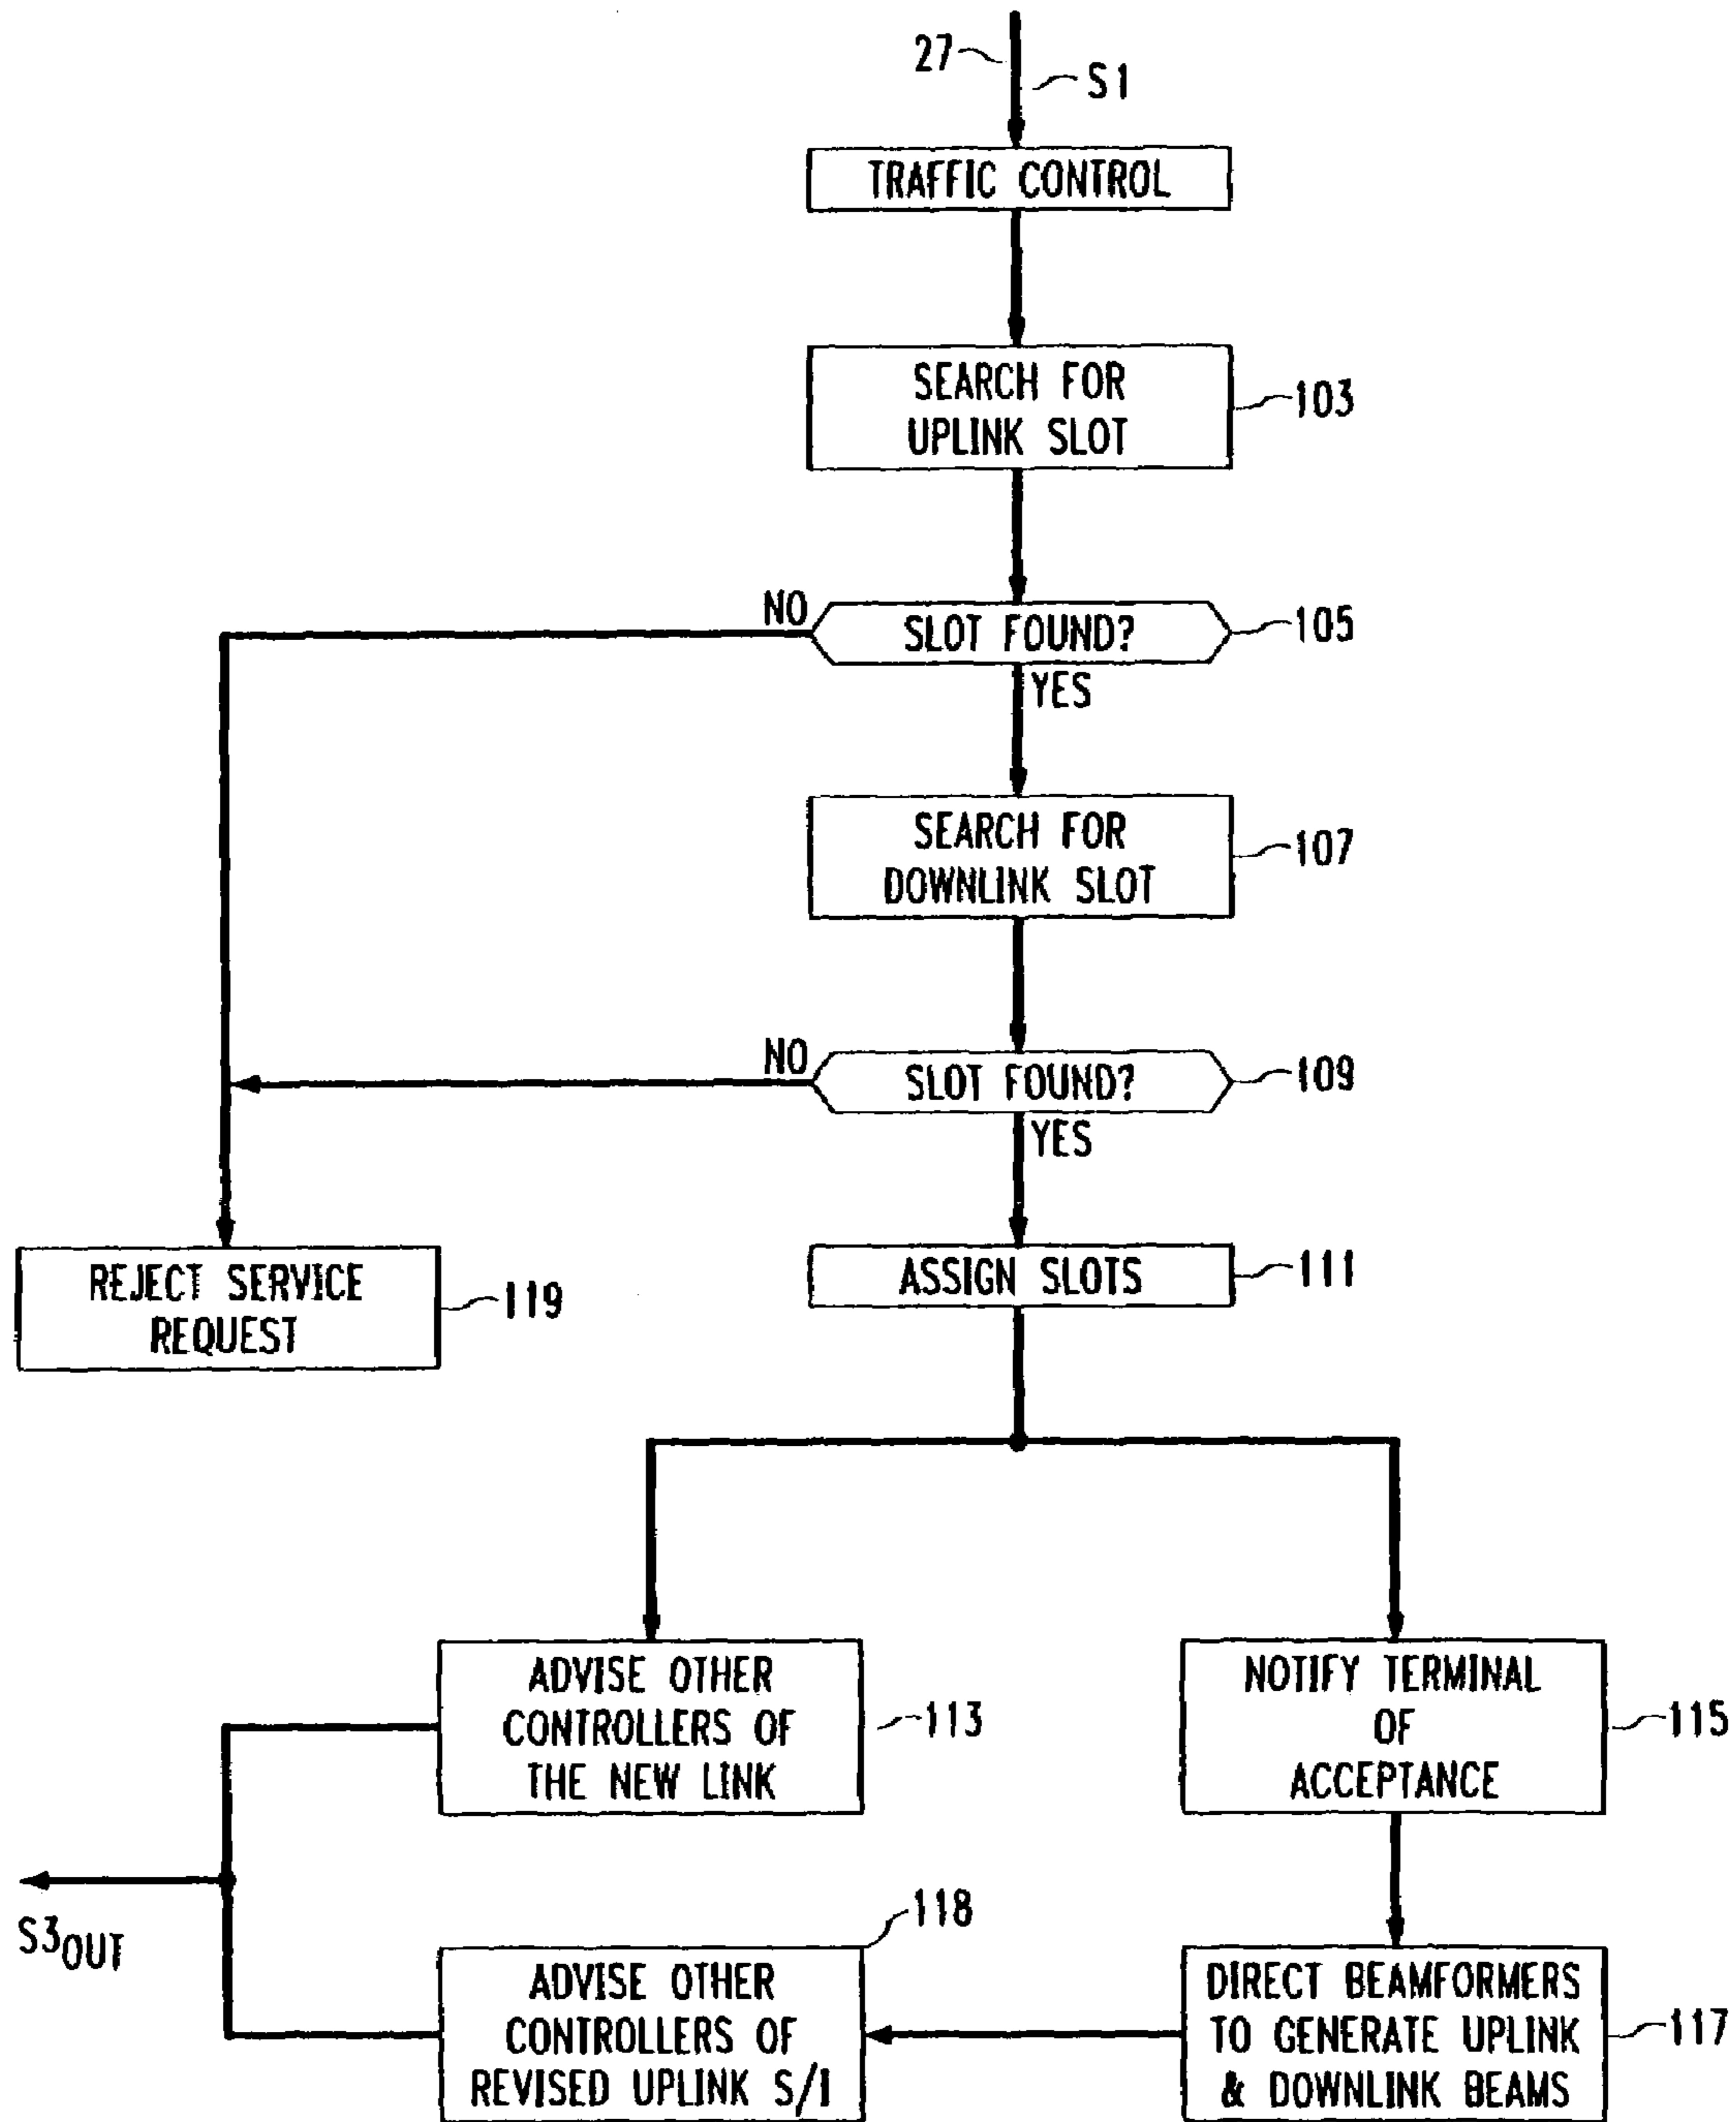 27
S1
TRAFFIC CONTROL
SEARCH FOR
UPLINK SLOT
103
NO
SLOT FOUND?
105
YES
SEARCH FOR
DOWNLINK SLOT
107
NO
SLOT FOUND?
109
YES
REJECT SERVICE
REQUEST
119
ASSIGN SLOTS
111
ADVISE OTHER
CONTROLLERS OF
THE NEW LINK
113
NOTIFY TERMINAL
OF
ACCEPTANCE
115
S3OUT
118
ADVISE OTHER
CONTROLLERS OF
REVISED UPLINK S/I
DIRECT BEAMFORMERS
TO GENERATE UPLINK
& DOWNLINK BEAMS
117